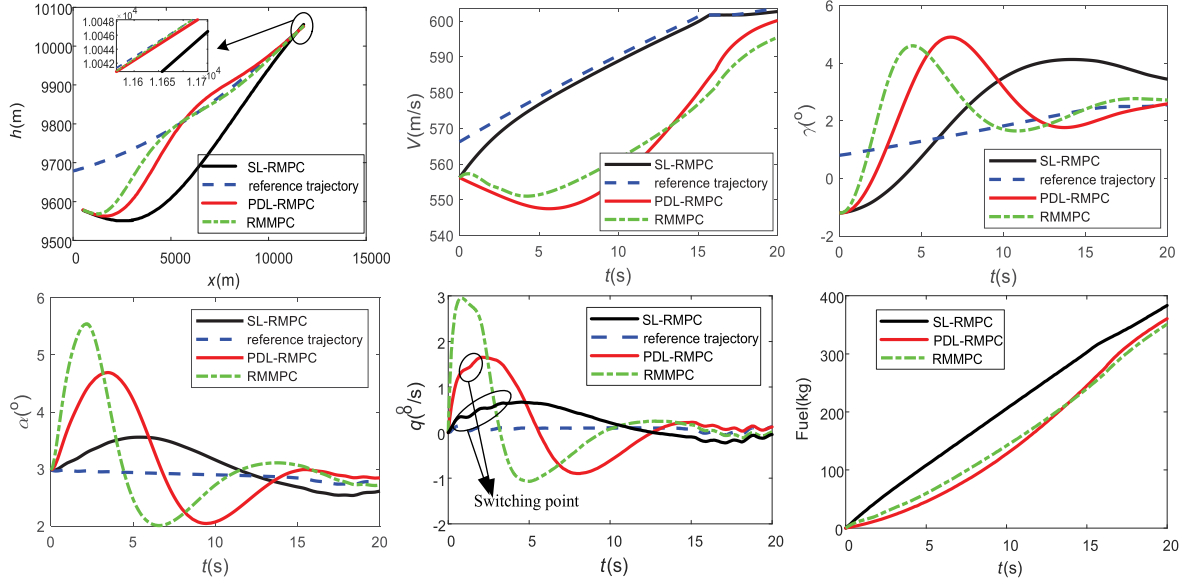 10100
10000
9900
9800
9700
9600
9500
h(m)
×10⁴
1.0048
1.0046
1.0044
1.0042
1.16
1.165
1.17
10⁴
SL-RMPC
reference trajectory
PDL-RMPC
RMMPC
0
5000
10000
15000
x(m)
600
580
570
560
550
540
V(m/s)
SL-RMPC
reference trajectory
PDL-RMPC
RMMPC
0
5
10
15
20
t(s)
6
4
2
0
-2
γ(°)
SL-RMPC
reference trajectory
PDL-RMPC
RMMPC
0
5
10
15
20
t(s)
6
5
4
3
2
α(°)
SL-RMPC
reference trajectory
PDL-RMPC
RMMPC
0
5
10
15
20
t(s)
3
2
1
0
-1
-2
q(°/s)
SL-RMPC
reference trajectory
PDL-RMPC
RMMPC
Switching point
0
5
10
15
20
t(s)
400
300
200
100
0
Fuel(kg)
SL-RMPC
PDL-RMPC
RMMPC
0
5
10
15
20
t(s)